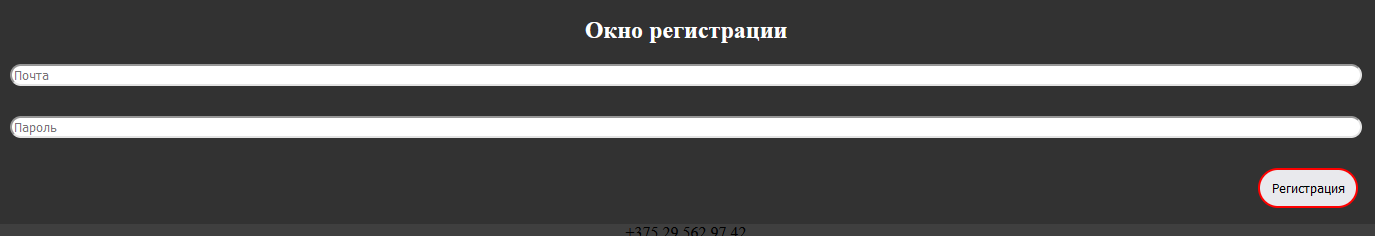 Окно регистрации
Почта
Пароль
Регистрация
+375 29 562 97 42